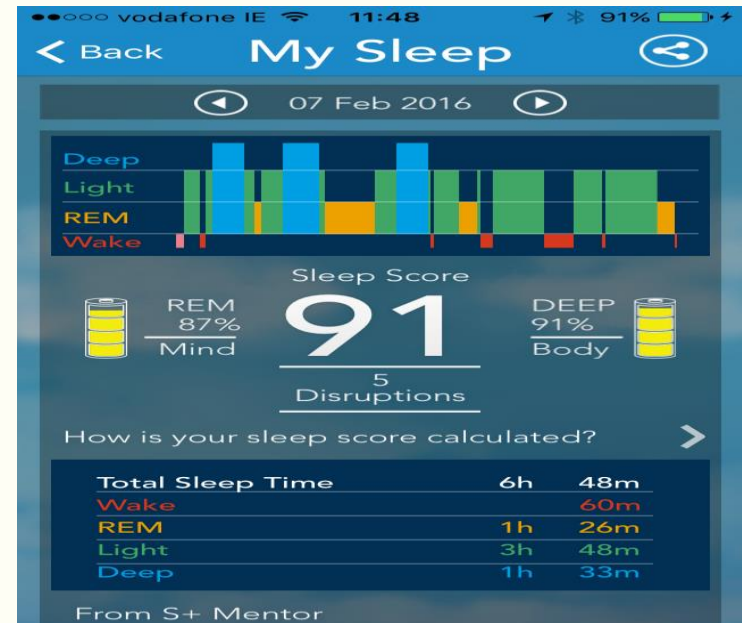 vodafone IE 11:48 91%
Back My Sleep
07 Feb 2016
Deep
Light
REM
Wake
Sleep Score
REM 87% Mind
91
DEEP 91% Body
5
Disruptions
How is your sleep score calculated?
Total Sleep Time 6h 48m
Wake 60m
REM 1h 26m
Light 3h 48m
Deep 1h 33m
From S+ Mentor